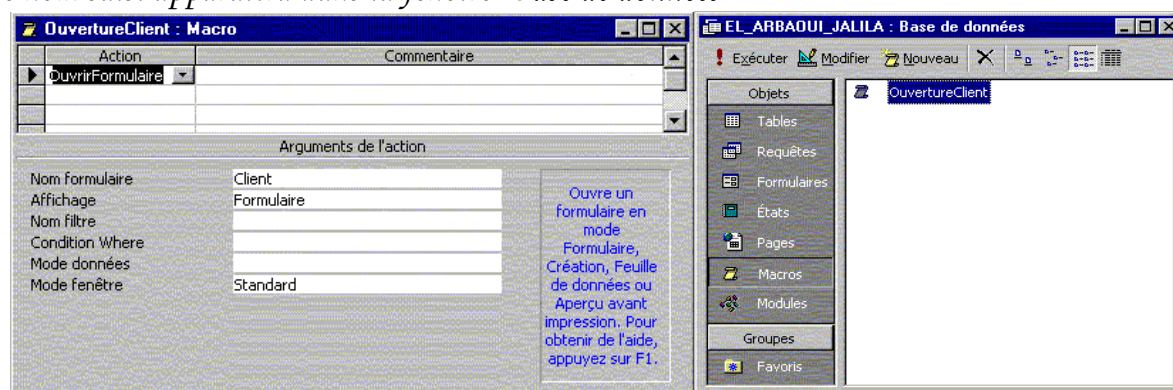 OuvertureClient : Macro
Action
Commentaire
OuvrirFormulaire
Arguments de l'action
Nom formulaire
Client
Affichage
Formulaire
Nom filtre
Condition Where
Mode données
Mode fenêtre
Standard
Ouvre un
formulaire en
mode
Formulaire,
Création, Feuille
de données ou
Aperçu avant
impression. Pour
obtenir de l'aide,
appuyez sur F1.
EL_ARBAOUI_JALILA : Base de données
Exécuter Modifier Nouveau
Objets
Tables
Requêtes
Formulaires
États
Pages
Macros
Modules
Groupes
Favoris
OuvertureClient